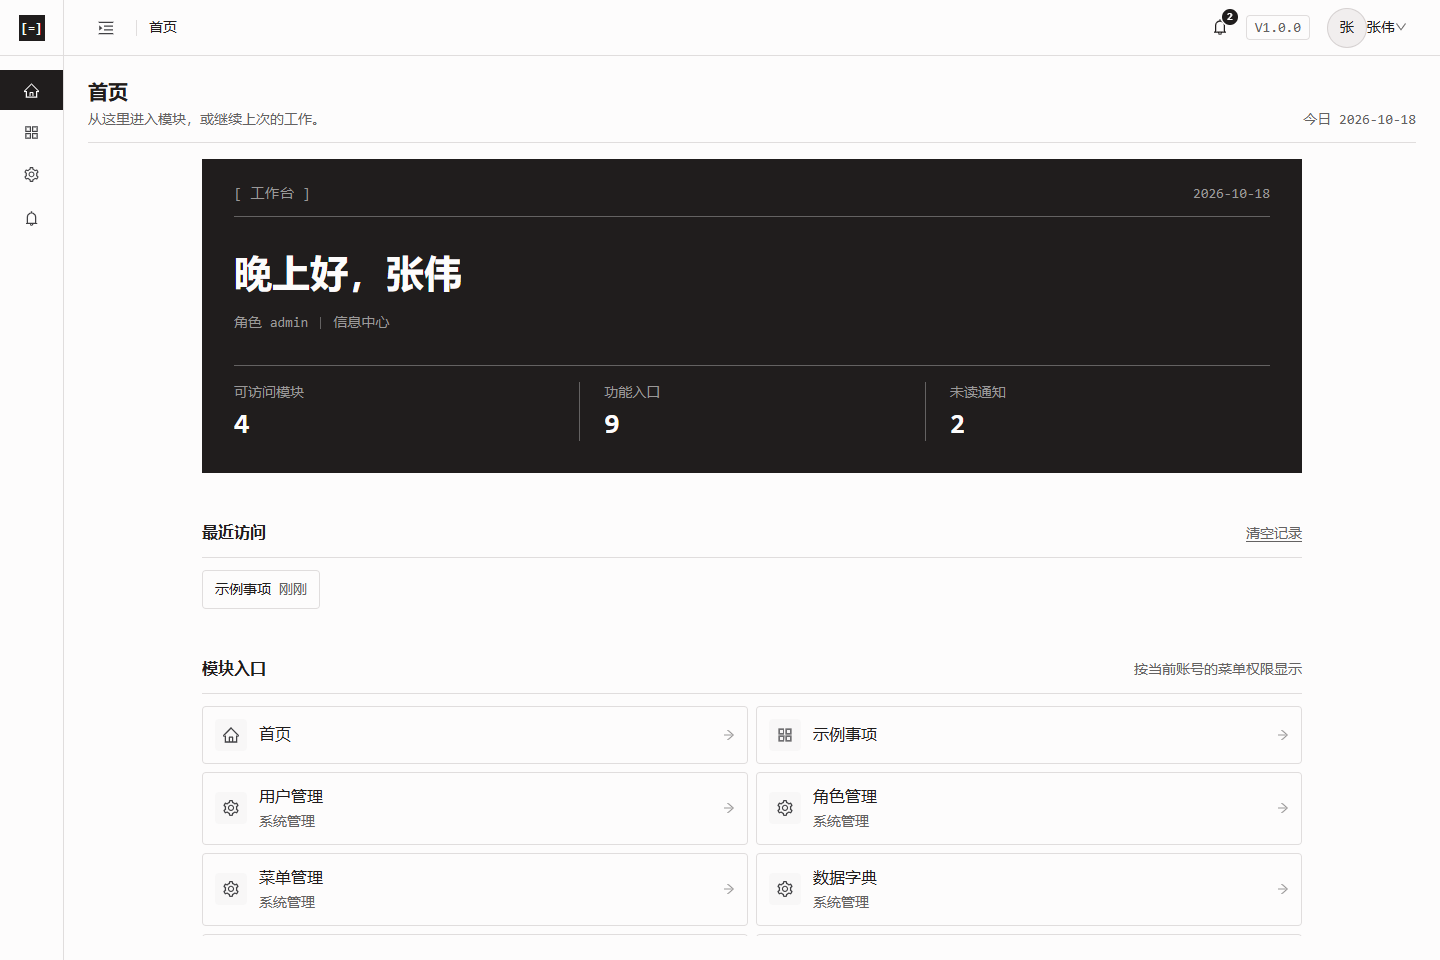 [=]
首页
2
V1.0.0
张
张伟
首页
从这里进入模块，或继续上次的工作。
今日 2026-10-18
[ 工作台 ]
2026-10-18
晚上好，张伟
角色 admin | 信息中心
可访问模块
4
功能入口
9
未读通知
2
最近访问
清空记录
示例事项 刚刚
模块入口
按当前账号的菜单权限显示
首页
示例事项
用户管理
系统管理
角色管理
系统管理
菜单管理
系统管理
数据字典
系统管理